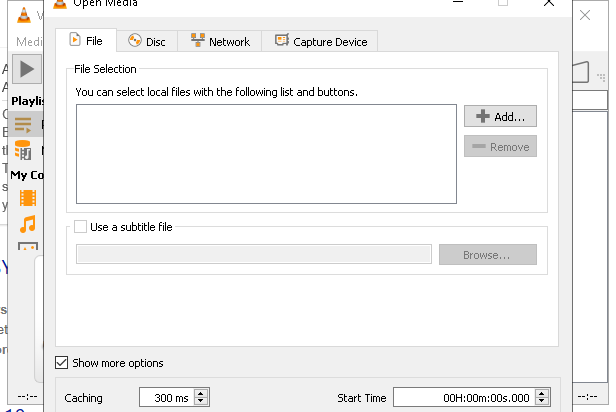 Open Media
Medi
File
Disc
Network
Capture Device
File Selection
You can select local files with the following list and buttons.
Add...
Remove
Playlis
My Co
Use a subtitle file
Browse...
Show more options
Caching
300 ms
Start Time
00H:00m:00s.000
--:--
--:--